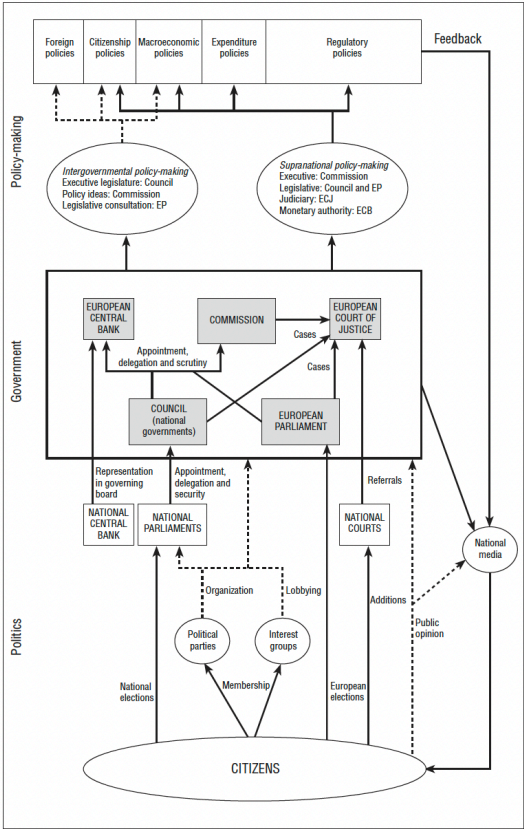 Foreign
policies
Citizenship
policies
Macroeconomic
policies
Expenditure
policies
Regulatory
policies
Feedback
Policy-making
Intergovernmental policy-making
Executive legislature: Council
Policy ideas: Commission
Legislative consultation: EP
Supranational policy-making
Executive: Commission
Legislative: Council and EP
Judiciary: ECJ
Monetary authority: ECB
Government
EUROPEAN
CENTRAL
BANK
COMMISSION
EUROPEAN
COURT OF
JUSTICE
Cases
Appointment,
delegation and scrutiny
Cases
COUNCIL
(national
governments)
EUROPEAN
PARLIAMENT
Representation
in governing
board
Appointment,
delegation and
security
Referrals
NATIONAL
CENTRAL
BANK
NATIONAL
PARLIAMENTS
NATIONAL
COURTS
National
media
Politics
Organization
Lobbying
Additions
Public
opinion
Political
parties
Interest
groups
National
elections
Membership
European
elections
CITIZENS